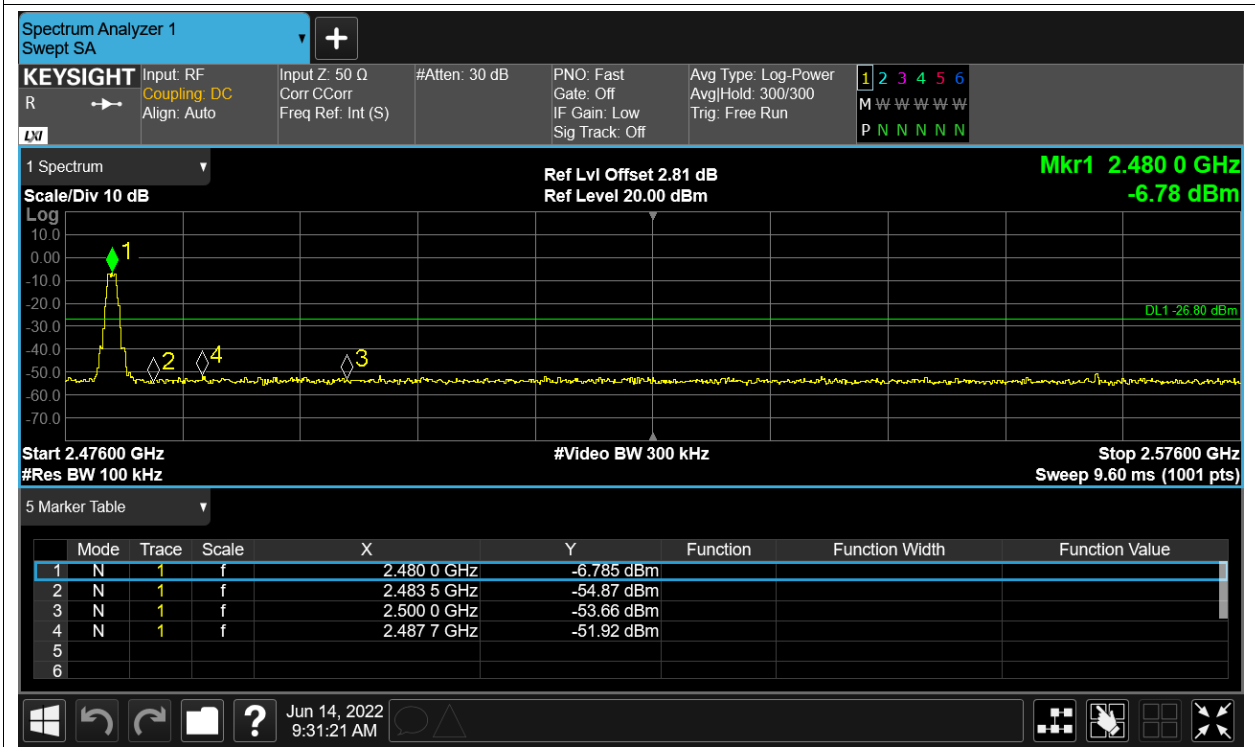 Spectrum Analyzer 1
Swept SA
KEYSIGHT Input: RF Input Z: 50 Ω #Atten: 30 dB PNO: Fast Avg Type: Log-Power 1 2 3 4 5 6
R Coupling: DC Corr CCorr Gate: Off Avg|Hold: 300/300 M W W W W W
Align: Auto Freq Ref: Int (S) IF Gain: Low Trig: Free Run
LXI Sig Track: Off P N N N N N
1 Spectrum Ref Lvl Offset 2.81 dB Mkr1 2.480 0 GHz
Scale/Div 10 dB Ref Level 20.00 dBm -6.78 dBm
Log
10.0
1
0.00
-10.0
-20.0
DL1 -26.80 dBm
-30.0
-40.0
2 4 3
-50.0
-60.0
-70.0
Start 2.47600 GHz #Video BW 300 kHz Stop 2.57600 GHz
#Res BW 100 kHz Sweep 9.60 ms (1001 pts)
5 Marker Table
Mode Trace Scale X Y Function Function Width Function Value
1 N 1 f 2.480 0 GHz -6.785 dBm
2 N 1 f 2.483 5 GHz -54.87 dBm
3 N 1 f 2.500 0 GHz -53.66 dBm
4 N 1 f 2.487 7 GHz -51.92 dBm
5
6
? Jun 14, 2022
9:31:21 AM